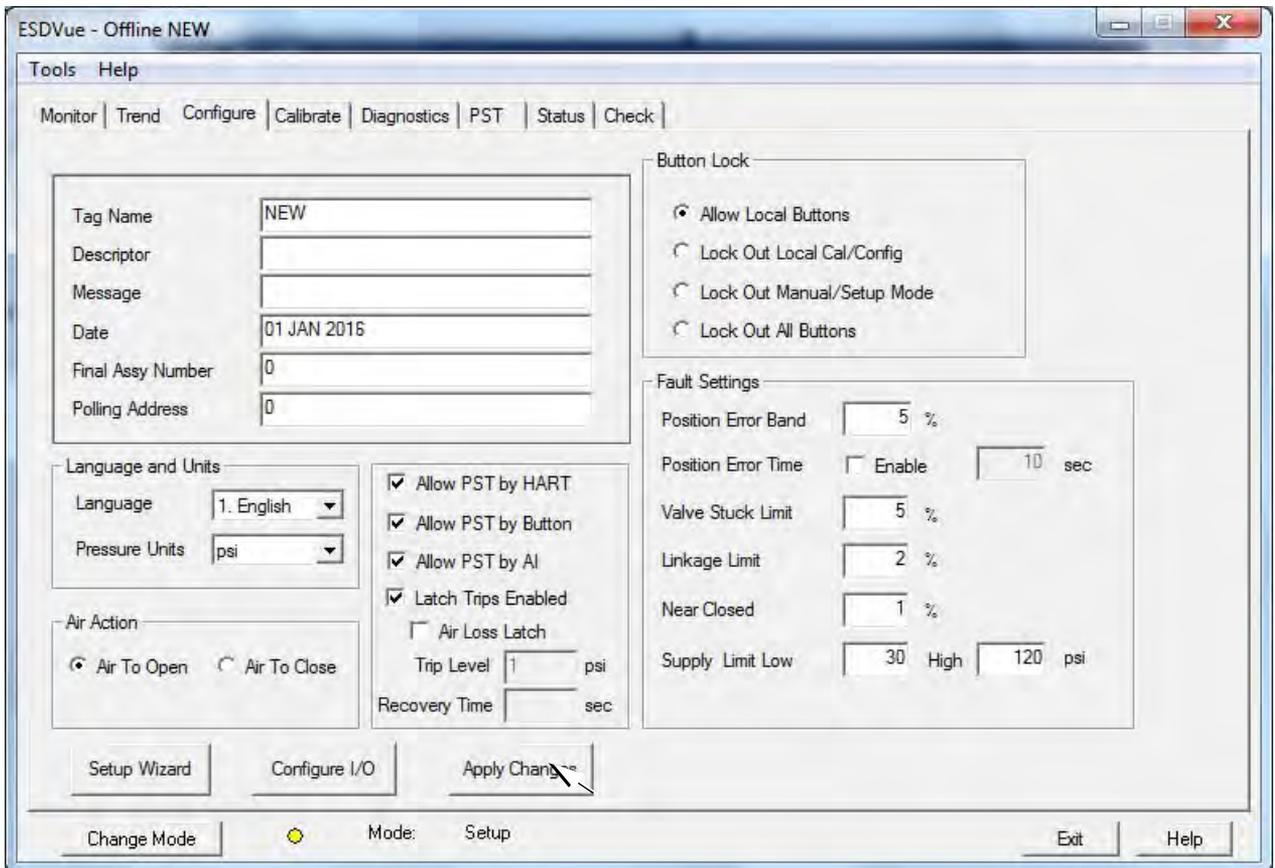 ESDVue - Offline NEW
Tools Help
Monitor Trend Configure Calibrate Diagnostics PST Status Check
Tag Name NEW
Descriptor
Message
Date 01 JAN 2016
Final Assy Number 0
Polling Address 0
Button Lock
Allow Local Buttons
Lock Out Local Cal/Config
Lock Out Manual/Setup Mode
Lock Out All Buttons
Language and Units
Language 1. English
Pressure Units psi
Air Action
Air To Open Air To Close
Allow PST by HART
Allow PST by Button
Allow PST by AI
Latch Trips Enabled
Air Loss Latch
Trip Level 1 psi
Recovery Time sec
Fault Settings
Position Error Band 5 %
Position Error Time Enable 10 sec
Valve Stuck Limit 5 %
Linkage Limit 2 %
Near Closed 1 %
Supply Limit Low 30 High 120 psi
Setup Wizard Configure I/O Apply Changes
Change Mode Mode: Setup Exit Help